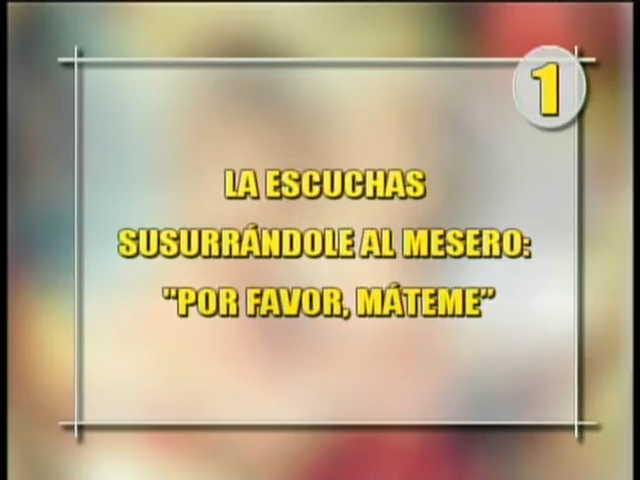 1
LA ESCUCHAS
SUSURRÁNDOLE AL MESERO:
"POR FAVOR, MÁTEME"